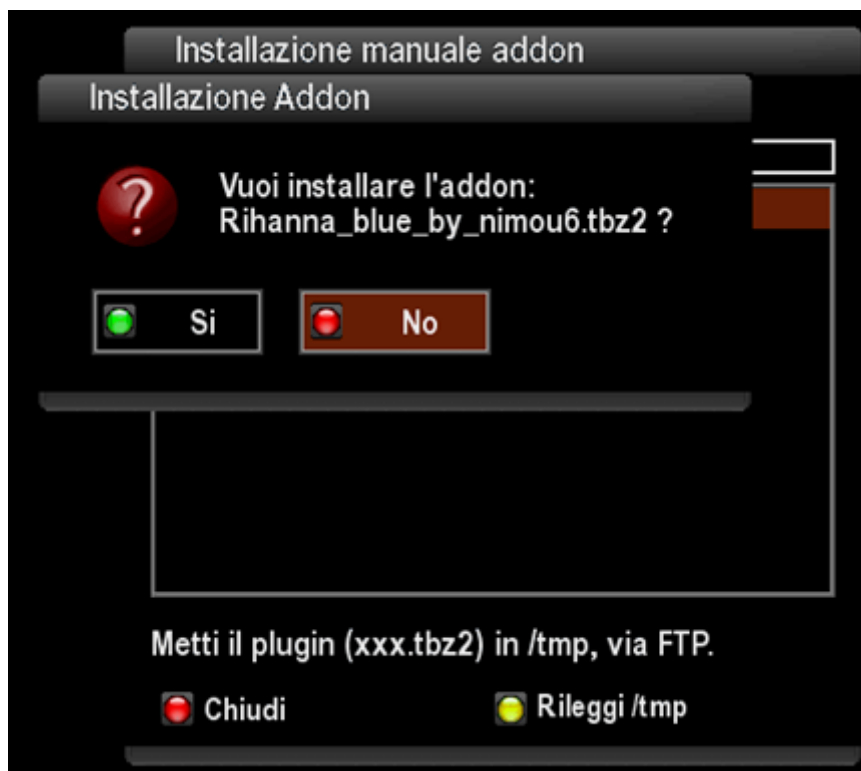 Installazione manuale addon
Installazione Addon
Vuoi installare l'addon:
Rihanna_blue_by_nimou6.tbz2 ?
Si
No
Metti il plugin (xxx.tbz2) in /tmp, via FTP.
Chiudi
Rileggi /tmp